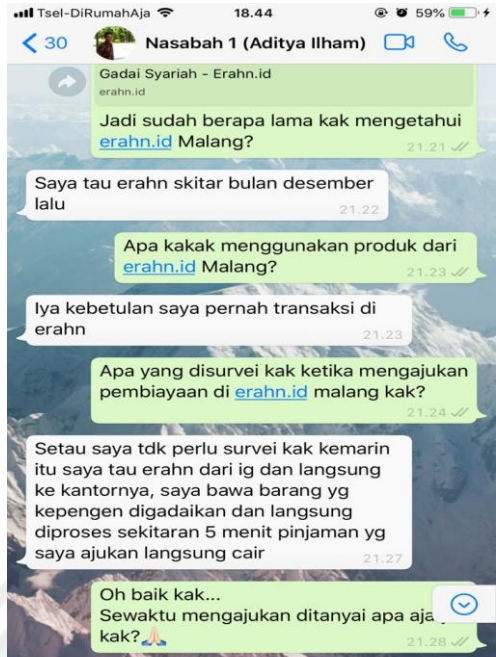 Tsel-DiRumahAja 18.44 59%
30 Nasabah 1 (Aditya Ilham)
Gadai Syariah - Erahn.id
erahn.id
Jadi sudah berapa lama kak mengetahui
erahn.id Malang?
21.21
Saya tau erahn skitar bulan desember
lalu
21.22
Apa kakak menggunakan produk dari
erahn.id Malang?
21.23
Iya kebetulan saya pernah transaksi di
erahn
21.23
Apa yang disurvei kak ketika mengajukan
pembiayaan di erahn.id malang kak?
21.24
Setau saya tdk perlu survei kak kemarin
itu saya tau erahn dari ig dan langsung
ke kantornya, saya bawa barang yg
kepengen digadaikan dan langsung
diproses sekitaran 5 menit pinjaman yg
saya ajukan langsung cair
21.27
Oh baik kak...
Sewaktu mengajukan ditanyai apa aja
kak?🙏🏻
21.28